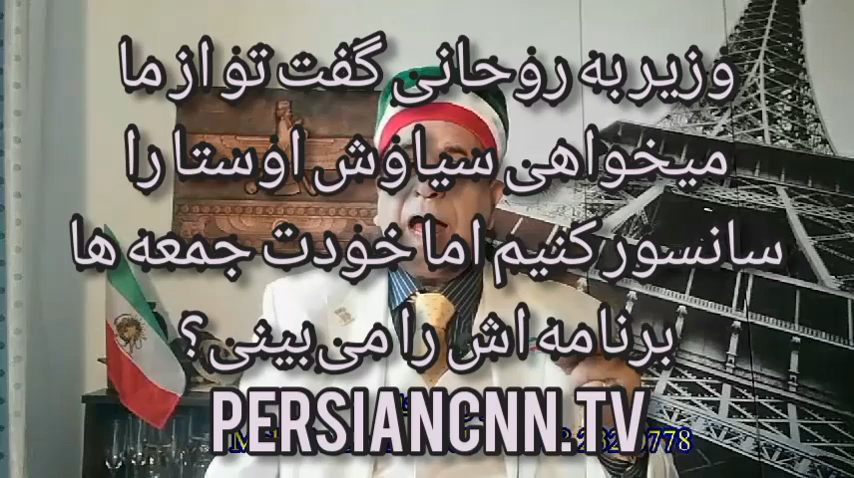 وزیر به روحانی گفت تو از ما
میخواهی سیاوش اوستا را
سانسور کنیم اما خودت جمعه ها
برنامه اش را می بینی؟
PERSIANCNN.TV